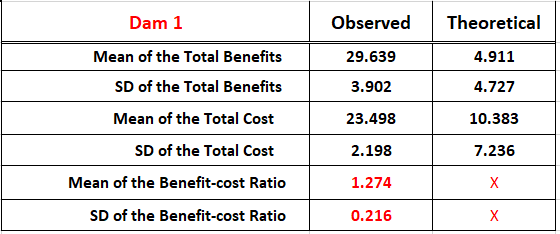 Dam 1 Observed Theoretical
Mean of the Total Benefits 29.639 4.911
SD of the Total Benefits 3.902 4.727
Mean of the Total Cost 23.498 10.383
SD of the Total Cost 2.198 7.236
Mean of the Benefit-cost Ratio 1.274 X
SD of the Benefit-cost Ratio 0.216 X